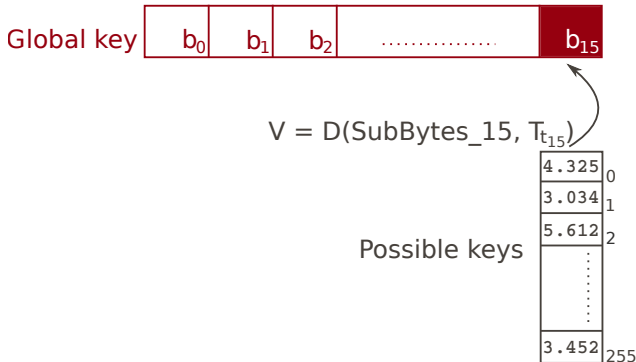 Global key b0 b1 b2 ................... b15
V = D(SubBytes_15, Tt15)
4.325 0
3.034 1
5.612 2
Possible keys
3.452 255